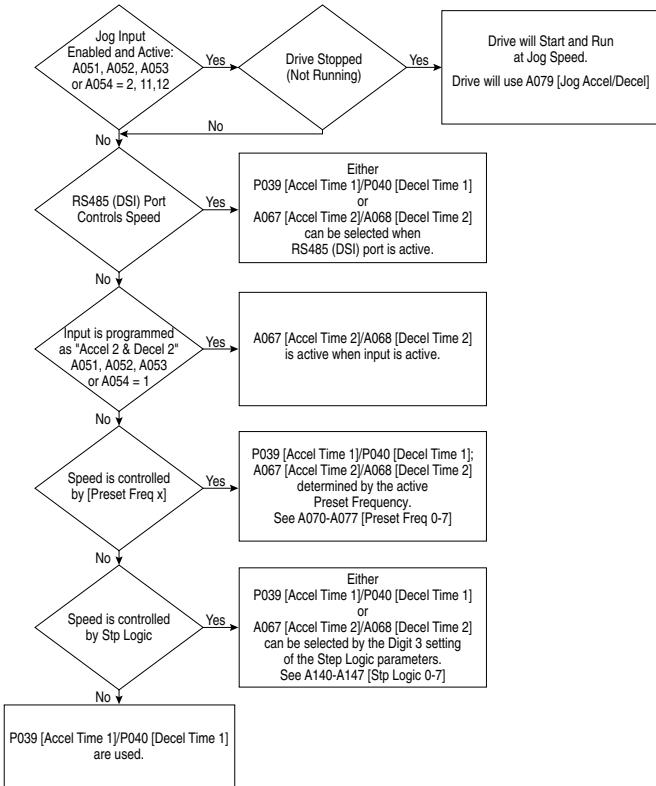 Jog Input
Enabled and Active:
A051, A052, A053
or A054 = 2, 11,12
Yes
Drive Stopped
(Not Running)
Yes
Drive will Start and Run
at Jog Speed.
Drive will use A079 [Jog Accel/Decel]
No
No
RS485 (DSI) Port
Controls Speed
Yes
Either
P039 [Accel Time 1]/P040 [Decel Time 1]
or
A067 [Accel Time 2]/A068 [Decel Time 2]
can be selected when
RS485 (DSI) port is active.
No
Input is programmed
as "Accel 2 & Decel 2"
A051, A052, A053
or A054 = 1
Yes
A067 [Accel Time 2]/A068 [Decel Time 2]
is active when input is active.
No
Speed is controlled
by [Preset Freq x]
Yes
P039 [Accel Time 1]/P040 [Decel Time 1];
A067 [Accel Time 2]/A068 [Decel Time 2]
determined by the active
Preset Frequency.
See A070-A077 [Preset Freq 0-7]
No
Speed is controlled
by Stp Logic
Yes
Either
P039 [Accel Time 1]/P040 [Decel Time 1]
or
A067 [Accel Time 2]/A068 [Decel Time 2]
can be selected by the Digit 3 setting
of the Step Logic parameters.
See A140-A147 [Stp Logic 0-7]
No
P039 [Accel Time 1]/P040 [Decel Time 1]
are used.